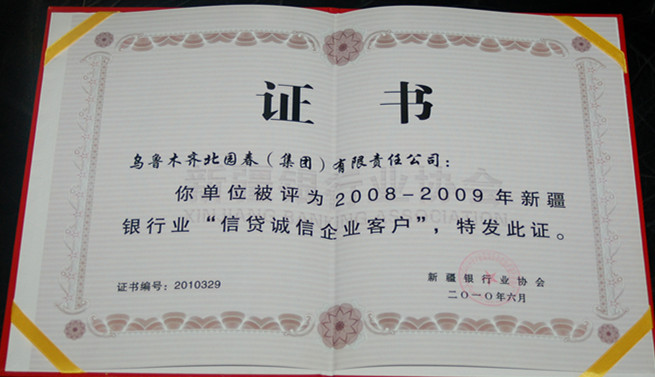 证书
乌鲁木齐北园春（集团）有限责任公司：
你单位被评为2008-2009年新疆
银行业“信贷诚信企业客户”，特发此证。
新疆银行业协会
证书编号：2010329
二〇一〇年六月